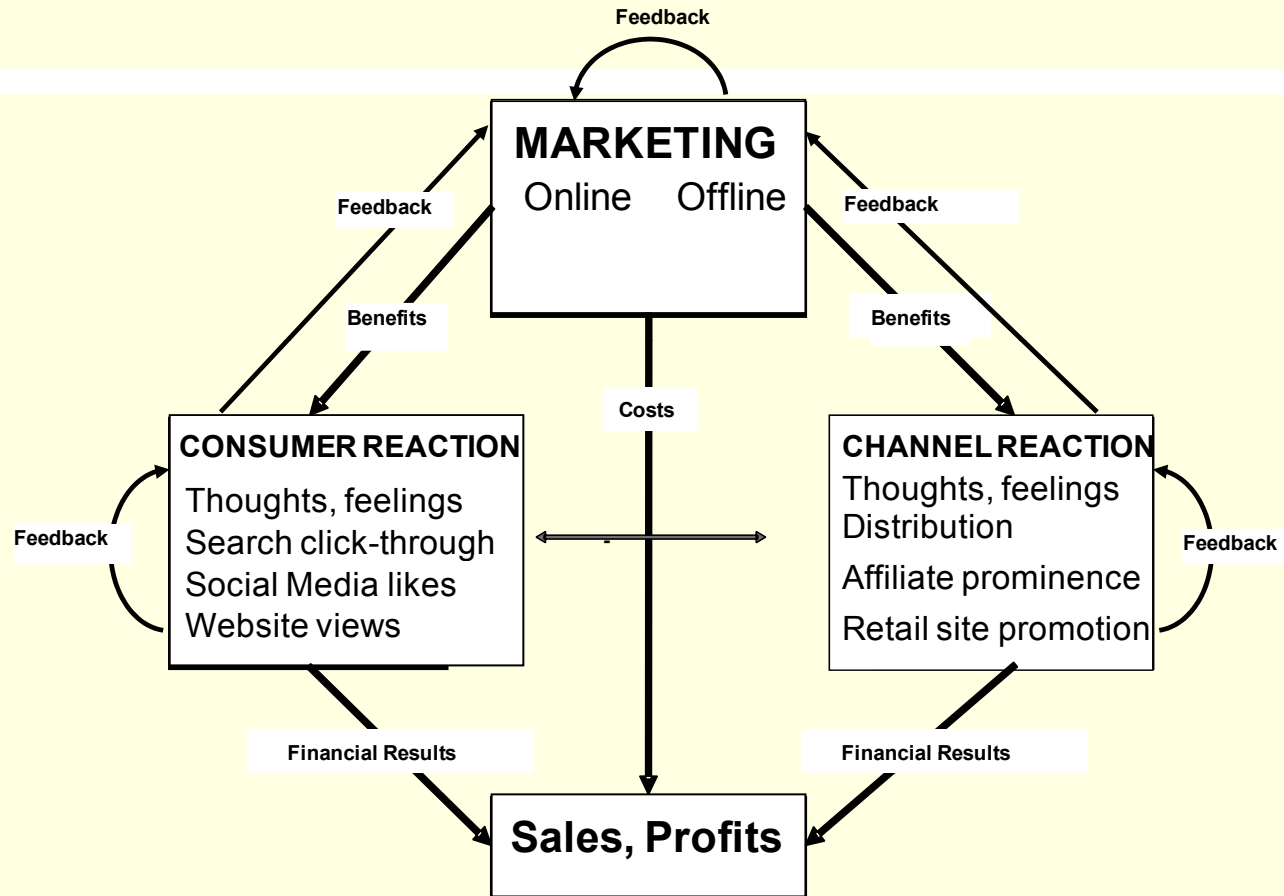 Feedback
MARKETING
Online Offline
Feedback
Feedback
Benefits
Benefits
Costs
CONSUMER REACTION
Thoughts, feelings
Search click-through
Social Media likes
Website views
CHANNEL REACTION
Thoughts, feelings
Distribution
Affiliate prominence
Retail site promotion
Feedback
Feedback
Financial Results
Financial Results
Sales, Profits